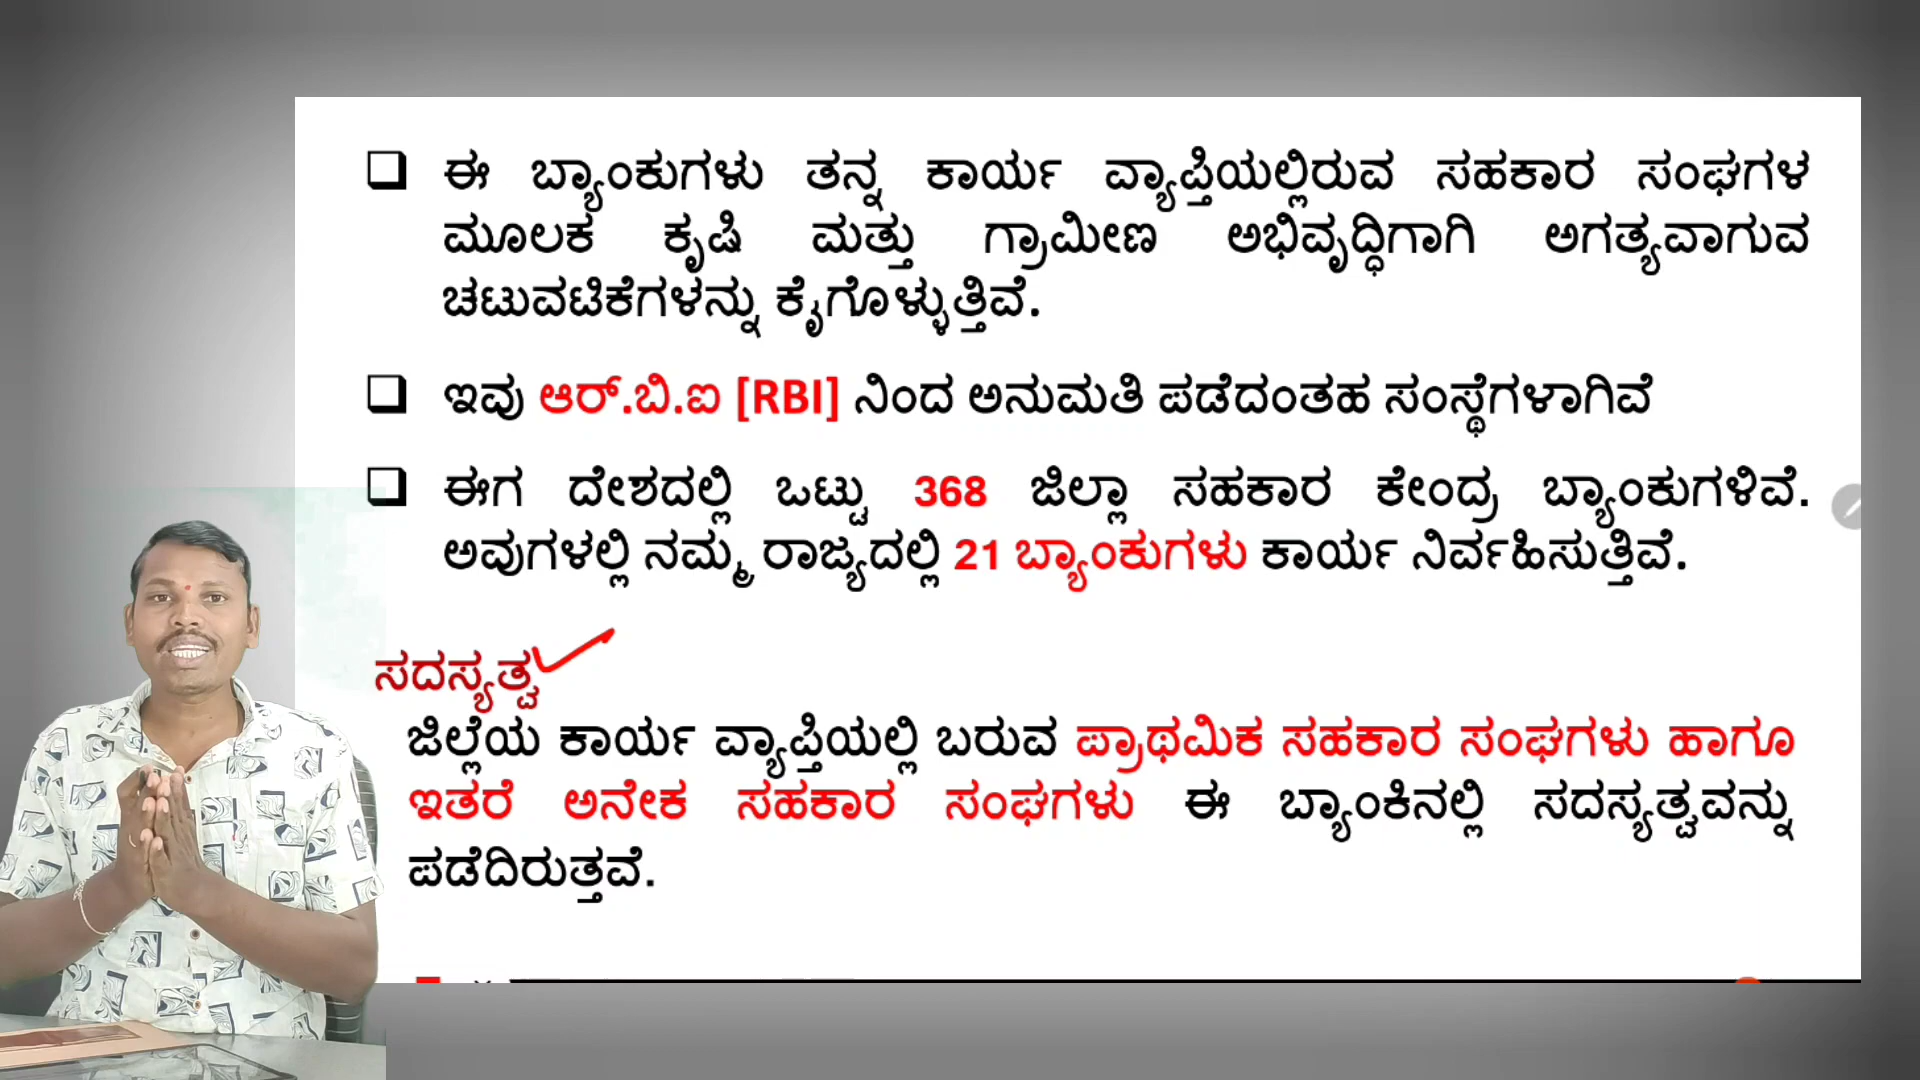 ಈ ಬ್ಯಾಂಕುಗಳು ತನ್ನ ಕಾರ್ಯ ವ್ಯಾಪ್ತಿಯಲ್ಲಿರುವ ಸಹಕಾರ ಸಂಘಗಳ
ಮೂಲಕ ಕೃಷಿ ಮತ್ತು ಗ್ರಾಮೀಣ ಅಭಿವೃದ್ಧಿಗಾಗಿ ಅಗತ್ಯವಾಗುವ
ಚಟುವಟಿಕೆಗಳನ್ನು ಕೈಗೊಳ್ಳುತ್ತಿವೆ.
ಇವು ಆರ್.ಬಿ.ಐ [RBI] ನಿಂದ ಅನುಮತಿ ಪಡೆದಂತಹ ಸಂಸ್ಥೆಗಳಾಗಿವೆ
ಈಗ ದೇಶದಲ್ಲಿ ಒಟ್ಟು 368 ಜಿಲ್ಲಾ ಸಹಕಾರ ಕೇಂದ್ರ ಬ್ಯಾಂಕುಗಳಿವೆ.
ಅವುಗಳಲ್ಲಿ ನಮ್ಮ ರಾಜ್ಯದಲ್ಲಿ 21 ಬ್ಯಾಂಕುಗಳು ಕಾರ್ಯ ನಿರ್ವಹಿಸುತ್ತಿವೆ.
ಸದಸ್ಯತ್ವ
ಜಿಲ್ಲೆಯ ಕಾರ್ಯ ವ್ಯಾಪ್ತಿಯಲ್ಲಿ ಬರುವ ಪ್ರಾಥಮಿಕ ಸಹಕಾರ ಸಂಘಗಳು ಹಾಗೂ
ಇತರೆ ಅನೇಕ ಸಹಕಾರ ಸಂಘಗಳು ಈ ಬ್ಯಾಂಕಿನಲ್ಲಿ ಸದಸ್ಯತ್ವವನ್ನು
ಪಡೆದಿರುತ್ತವೆ.